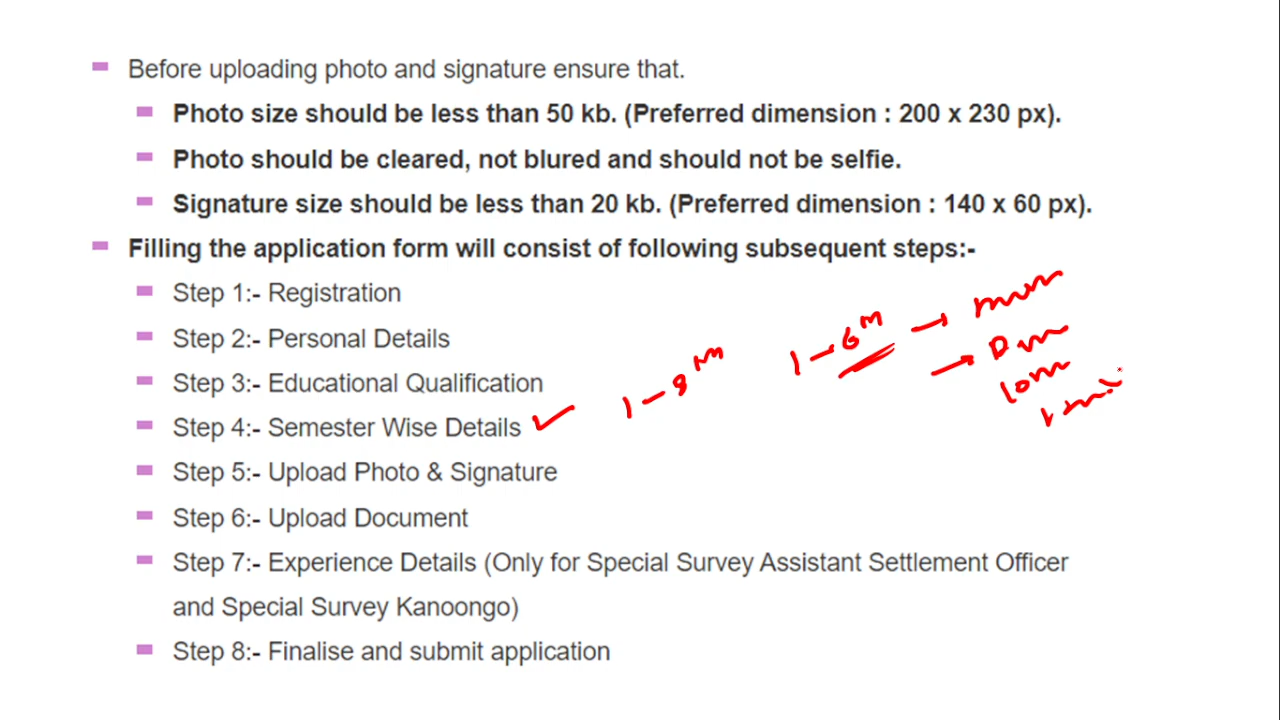 Before uploading photo and signature ensure that.
Photo size should be less than 50 kb. (Preferred dimension : 200 x 230 px).
Photo should be cleared, not blured and should not be selfie.
Signature size should be less than 20 kb. (Preferred dimension : 140 x 60 px).
Filling the application form will consist of following subsequent steps:-
Step 1:- Registration
Step 2:- Personal Details
Step 3:- Educational Qualification
Step 4:- Semester Wise Details
1-8
1-6
Step 5:- Upload Photo & Signature
Step 6:- Upload Document
Step 7:- Experience Details (Only for Special Survey Assistant Settlement Officer
and Special Survey Kanoongo)
Step 8:- Finalise and submit application